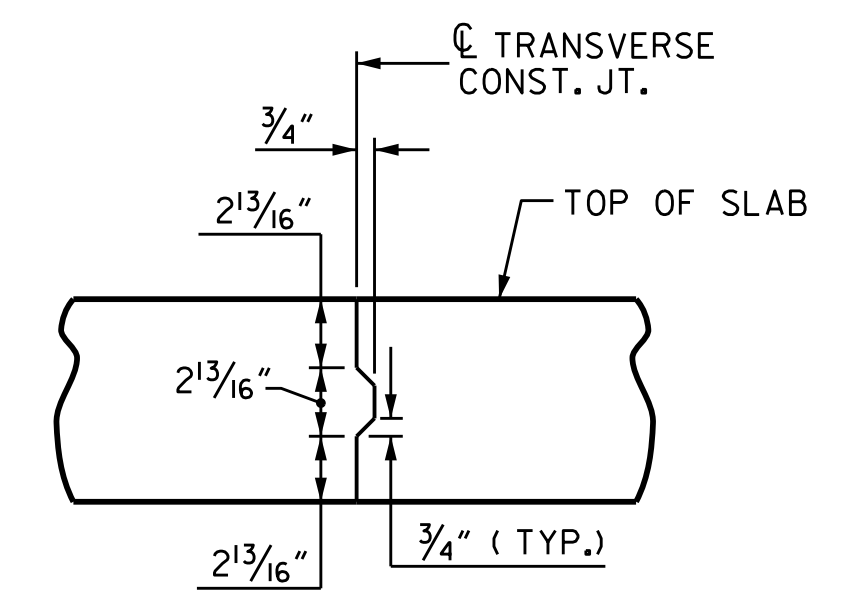 ℄ TRANSVERSE
CONST. JT.
3/4"
2 13/16"
TOP OF SLAB
2 13/16"
3/4" (TYP.)
2 13/16"